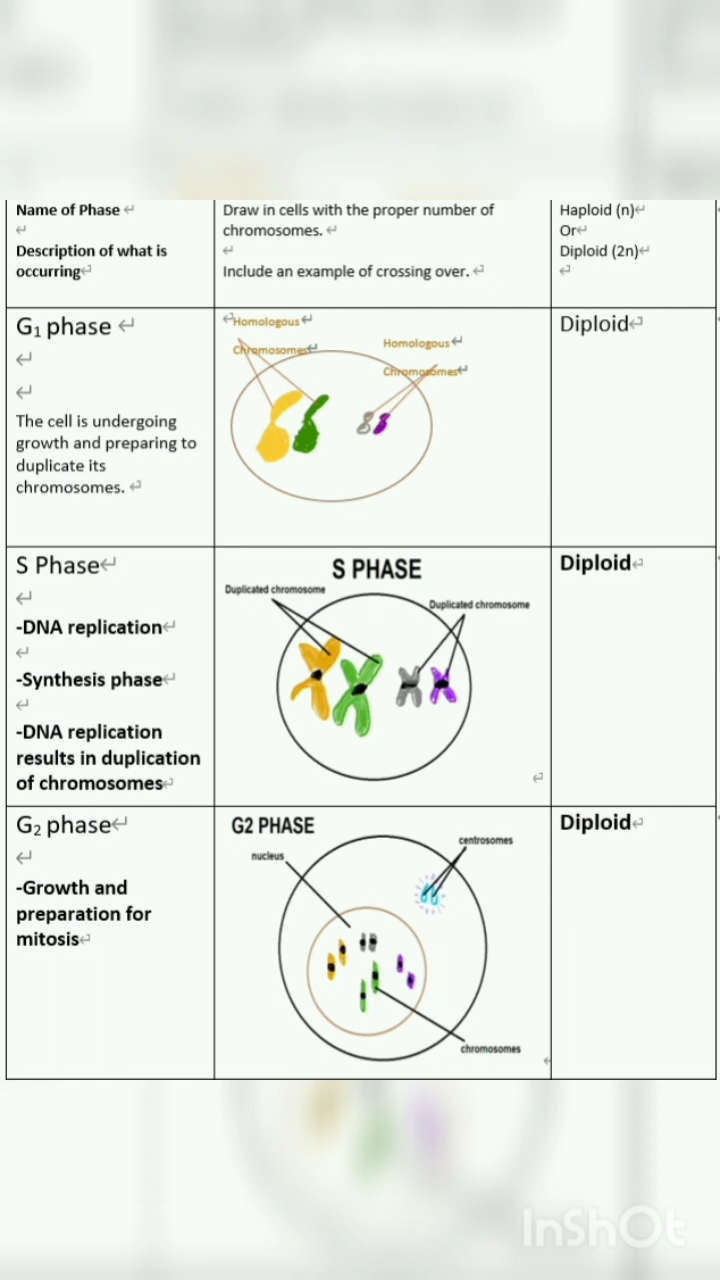 Name of Phase
Description of what is
occurring
Draw in cells with the proper number of
chromosomes.
Include an example of crossing over.
Haploid (n)
Or
Diploid (2n)
G₁ phase
The cell is undergoing
growth and preparing to
duplicate its
chromosomes.
Homologous
Chromosomes
Homologous
Chromosomes
Diploid
S Phase
-DNA replication
-Synthesis phase
-DNA replication
results in duplication
of chromosomes
S PHASE
Duplicated chromosome
Duplicated chromosome
Diploid
G₂ phase
-Growth and
preparation for
mitosis
G2 PHASE
centrosomes
nucleus
chromosomes
Diploid
InShOt